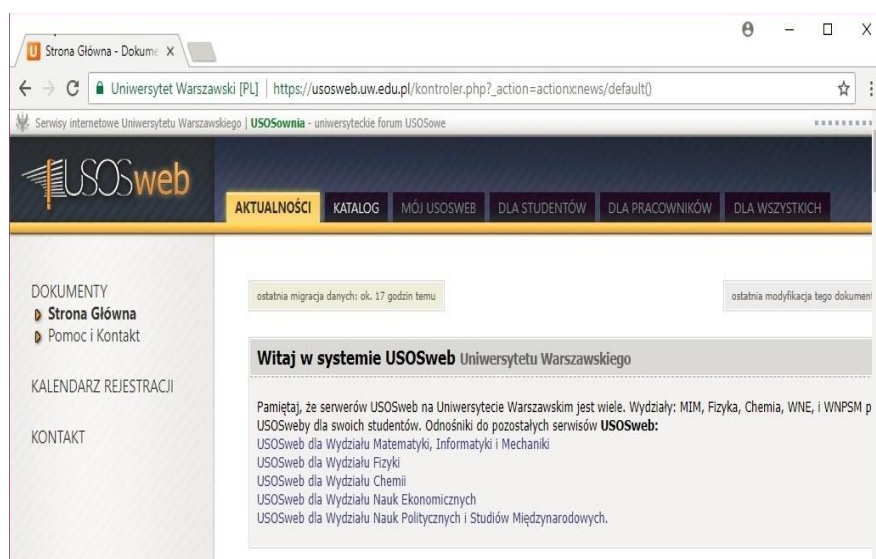 Strona Główna - Dokume
Uniwersytet Warszawski [PL] | https://usosweb.uw.edu.pl/kontroler.php?_action=actionx:news/default()
Serwisy internetowe Uniwersytetu Warszawskiego | USOSownia - uniwersyteckie forum USOSowe
USOSweb
AKTUALNOŚCI KATALOG MÓJ USOSWEB DLA STUDENTÓW DLA PRACOWNIKÓW DLA WSZYSTKICH
DOKUMENTY
Strona Główna
Pomoc i Kontakt
KALENDARZ REJESTRACJI
KONTAKT
ostatnia migracja danych: ok. 17 godzin temu
ostatnia modyfikacja tego dokument
Witaj w systemie USOSweb Uniwersytetu Warszawskiego
Pamiętaj, że serwerów USOSweb na Uniwersytecie Warszawskim jest wiele. Wydziały: MIM, Fizyka, Chemia, WNE, i WNPSM p
USOSweby dla swoich studentów. Odnośniki do pozostałych serwisów USOSweb:
USOSweb dla Wydziału Matematyki, Informatyki i Mechaniki
USOSweb dla Wydziału Fizyki
USOSweb dla Wydziału Chemii
USOSweb dla Wydziału Nauk Ekonomicznych
USOSweb dla Wydziału Nauk Politycznych i Studiów Międzynarodowych.